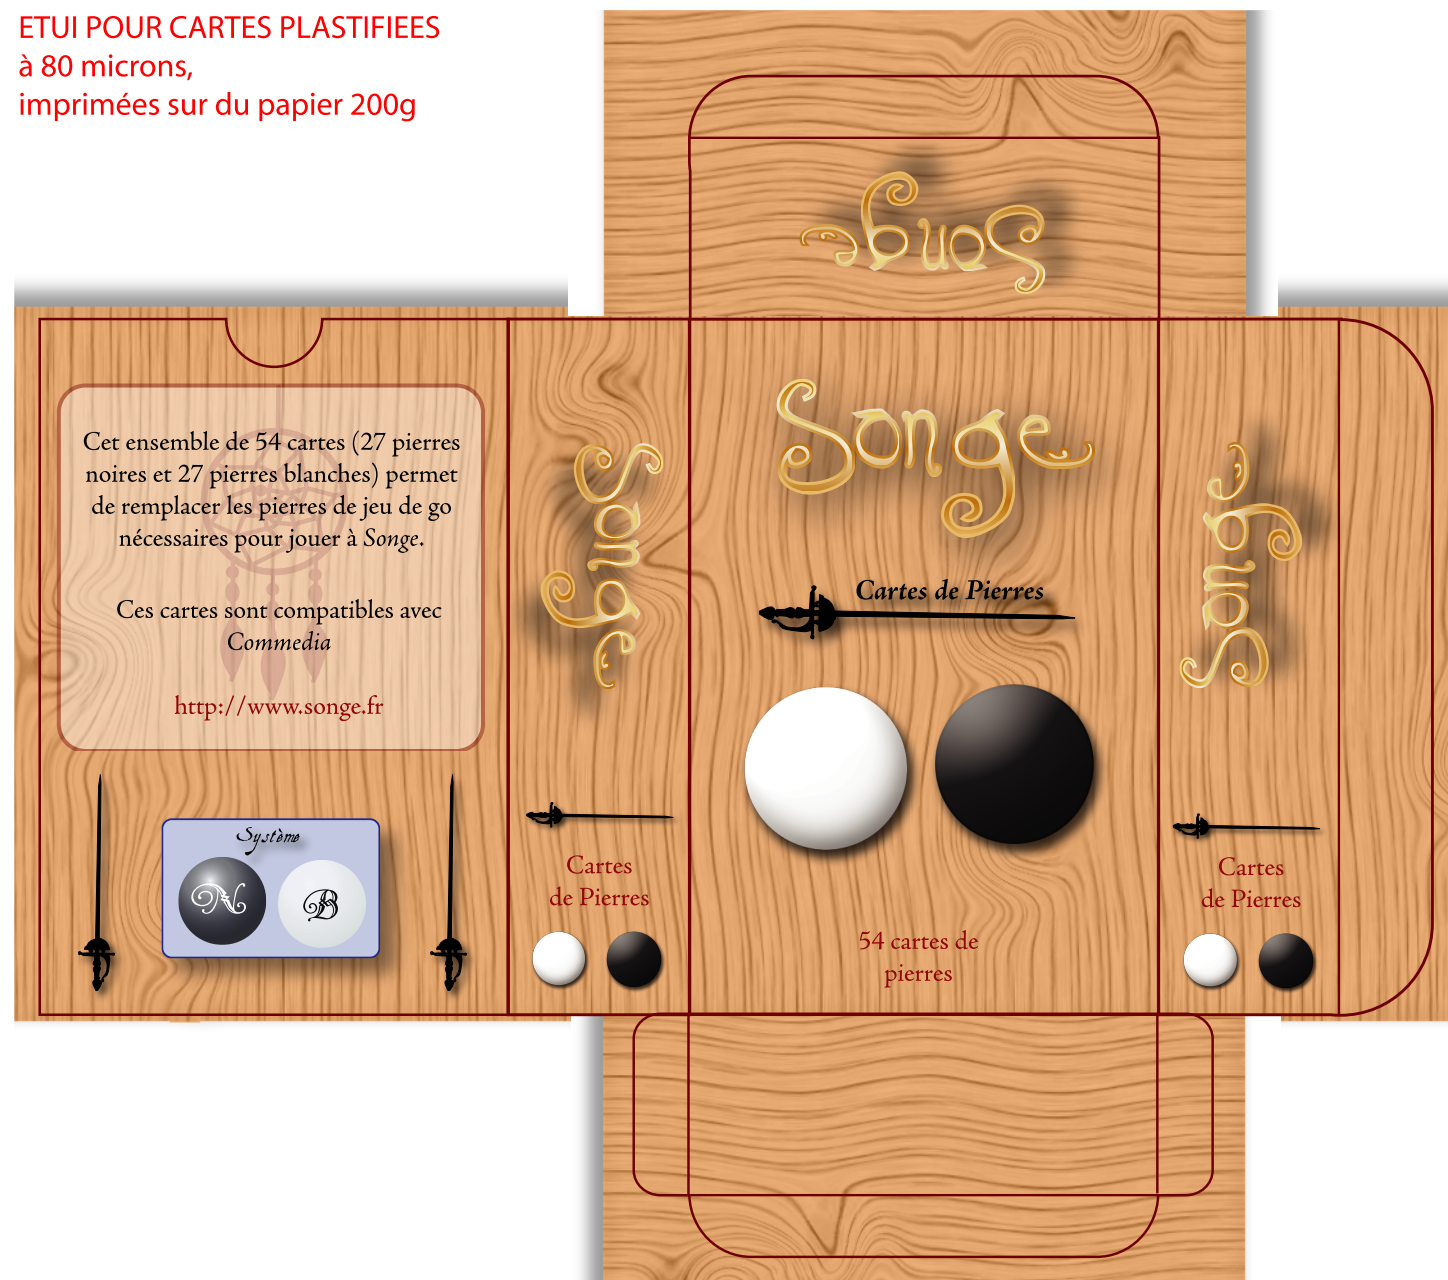 ETUI POUR CARTES PLASTIFIEES
à 80 microns,
imprimées sur du papier 200g
Songe
Cet ensemble de 54 cartes (27 pierres
noires et 27 pierres blanches) permet
de remplacer les pierres de jeu de go
nécessaires pour jouer à Songe.
Ces cartes sont compatibles avec
Commedia
http://www.songe.fr
Système
N
B
Songe
Cartes
de Pierres
Songe
Cartes de Pierres
54 cartes de
pierres
Songe
Cartes
de Pierres